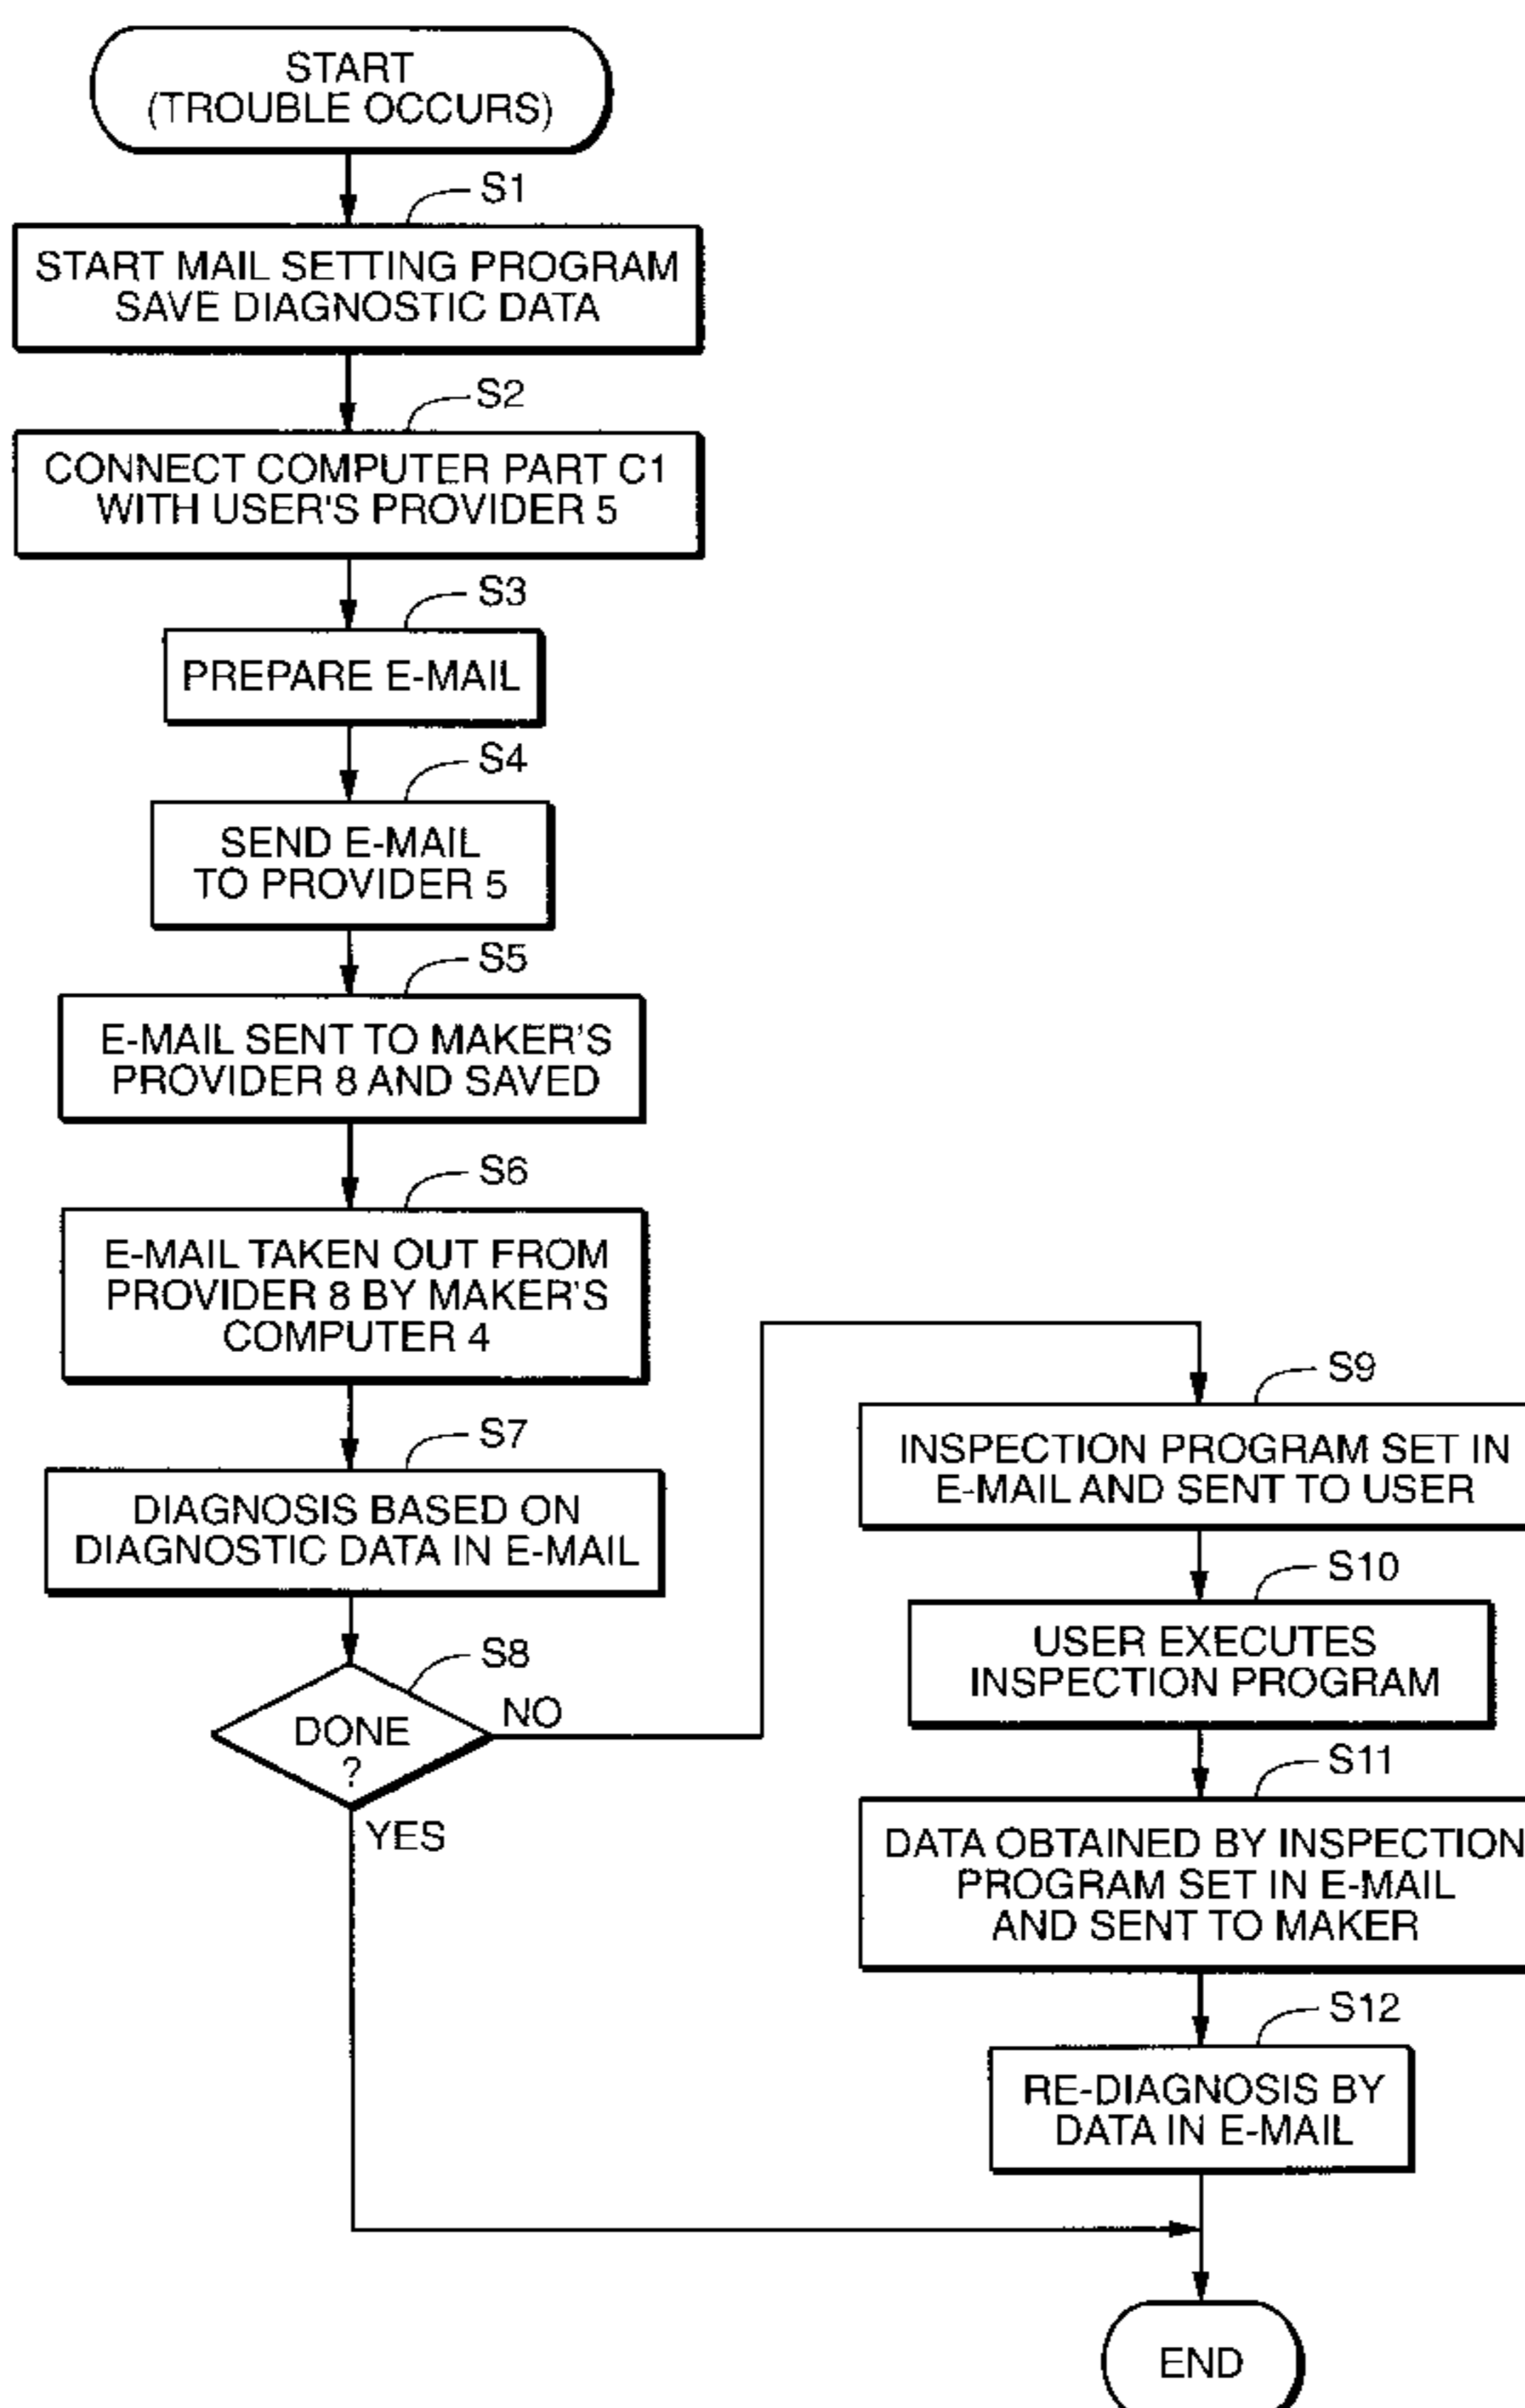 START
(TROUBLE OCCURS)
S1
START MAIL SETTING PROGRAM
SAVE DIAGNOSTIC DATA
S2
CONNECT COMPUTER PART C1
WITH USER'S PROVIDER 5
S3
PREPARE E-MAIL
S4
SEND E-MAIL
TO PROVIDER 5
S5
E-MAIL SENT TO MAKER'S
PROVIDER 8 AND SAVED
S6
E-MAIL TAKEN OUT FROM
PROVIDER 8 BY MAKER'S
COMPUTER 4
S7
DIAGNOSIS BASED ON
DIAGNOSTIC DATA IN E-MAIL
S8
DONE
?
NO
YES
S9
INSPECTION PROGRAM SET IN
E-MAIL AND SENT TO USER
S10
USER EXECUTES
INSPECTION PROGRAM
S11
DATA OBTAINED BY INSPECTION
PROGRAM SET IN E-MAIL
AND SENT TO MAKER
S12
RE-DIAGNOSIS BY
DATA IN E-MAIL
END